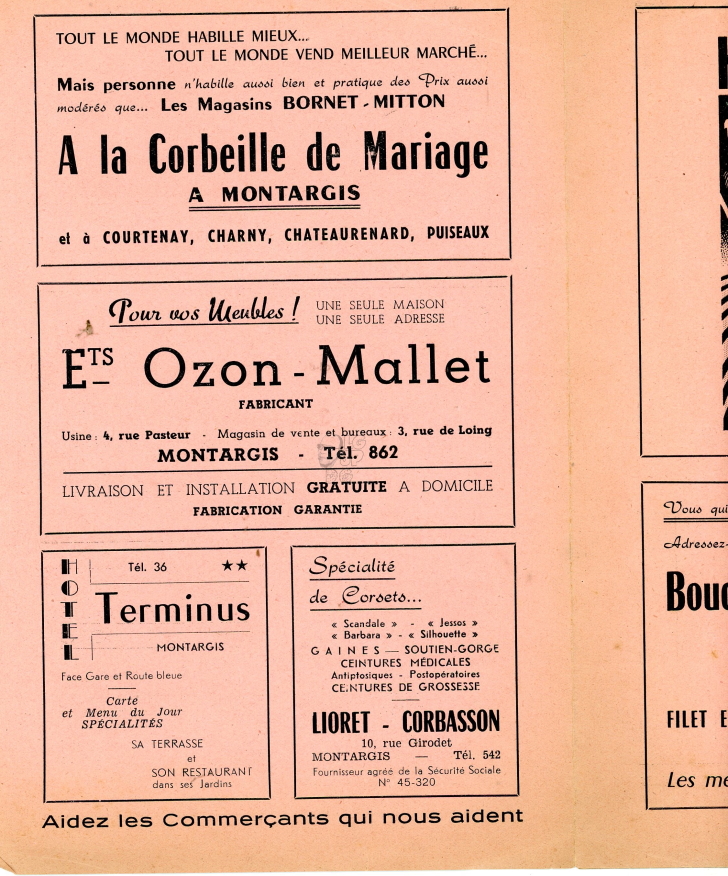 TOUT LE MONDE HABILLE MIEUX...
TOUT LE MONDE VEND MEILLEUR MARCHÉ...
Mais personne n'habille aussi bien et pratique des Prix aussi
modérés que... Les Magasins BORNET - MITTON
A la Corbeille de Mariage
A MONTARGIS
et à COURTENAY, CHARNY, CHATEAURENARD, PUISEAUX
Pour vos Meubles ! UNE SEULE MAISON
UNE SEULE ADRESSE
ETS Ozon - Mallet
FABRICANT
Usine : 4, rue Pasteur - Magasin de vente et bureaux : 3, rue de Loing
MONTARGIS - Tél. 862
LIVRAISON ET INSTALLATION GRATUITE A DOMICILE
FABRICATION GARANTIE
HOTEL
Tél. 36 ★★
Terminus
MONTARGIS
Face Gare et Route bleue
Carte
et Menu du Jour
SPÉCIALITÉS
SA TERRASSE
et
SON RESTAURANT
dans ses Jardins
Spécialité
de Corsets...
« Scandale » - « Jessos »
« Barbara » - « Silhouette »
GAINES — SOUTIEN-GORGE
CEINTURES MÉDICALES
Antiptosiques - Postopératoires
CEINTURES DE GROSSESSE
LIORET - CORBASSON
10, rue Girodet
MONTARGIS — Tél. 542
Fournisseur agréé de la Sécurité Sociale
N° 45-320
Aidez les Commerçants qui nous aident
Vous qui
Adressez-
Bouc
FILET E
Les mé